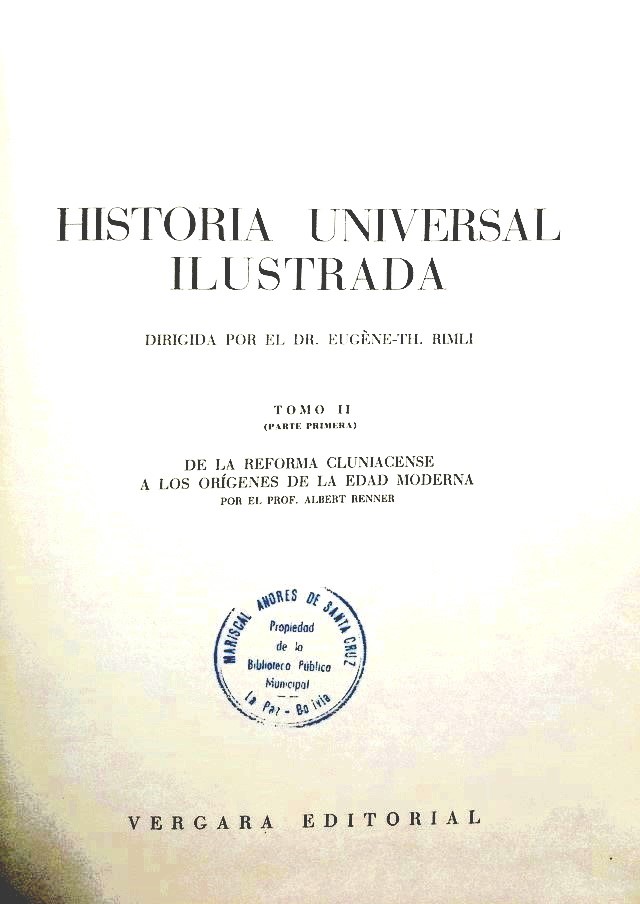 HISTORIA UNIVERSAL
ILUSTRADA
DIRIGIDA POR EL DR. EUGÈNE-TH. RIMLI
TOMO II
(PARTE PRIMERA)
DE LA REFORMA CLUNIACENSE
A LOS ORÍGENES DE LA EDAD MODERNA
POR EL PROF. ALBERT RENNER
MARISCAL ANDRES DE SANTA CRUZ
Propiedad
de la
Biblioteca Pública
Municipal
La Paz - Bolivia
VERGARA EDITORIAL